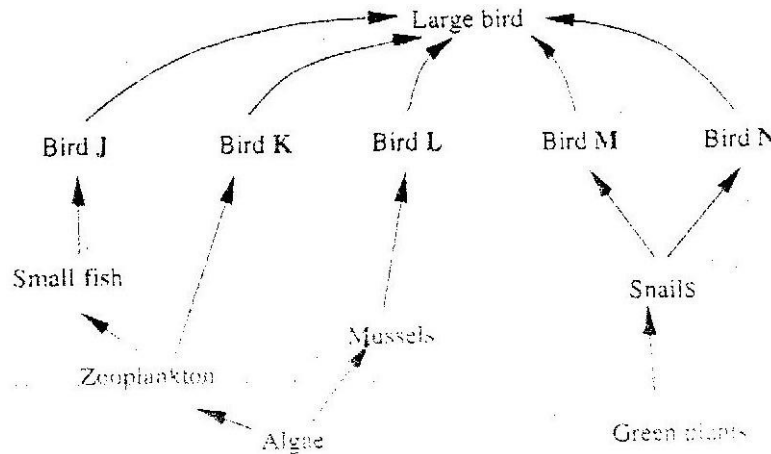 Large bird
Bird J Bird K Bird L Bird M Bird N
Small fish Snails
Mussels
Zooplankton
Algae Green plants